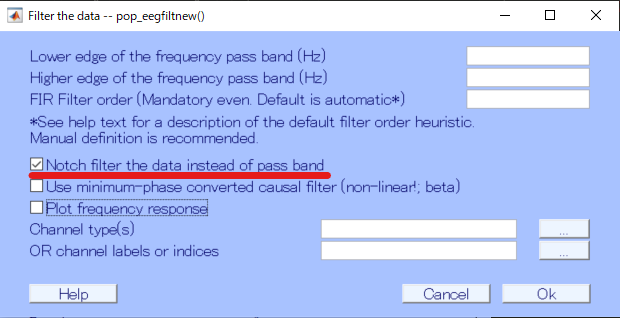 Filter the data -- pop_eegfiltnew()
Lower edge of the frequency pass band (Hz)
Higher edge of the frequency pass band (Hz)
FIR Filter order (Mandatory even. Default is automatic*)
*See help text for a description of the default filter order heuristic.
Manual definition is recommended.
Notch filter the data instead of pass band
Use minimum-phase converted causal filter (non-linear!; beta)
Plot frequency response
Channel type(s)
...
OR channel labels or indices
...
Help
Cancel
Ok